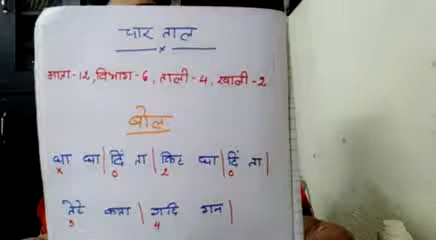 चार ताल
x
मात्रा-12, विभाग-6, ताली-4, खाली-2
बोल
धा धा | दिं ता | किट धा | दिं ता |
x 0 2 0
तेटे कता | गदि गन |
3 4